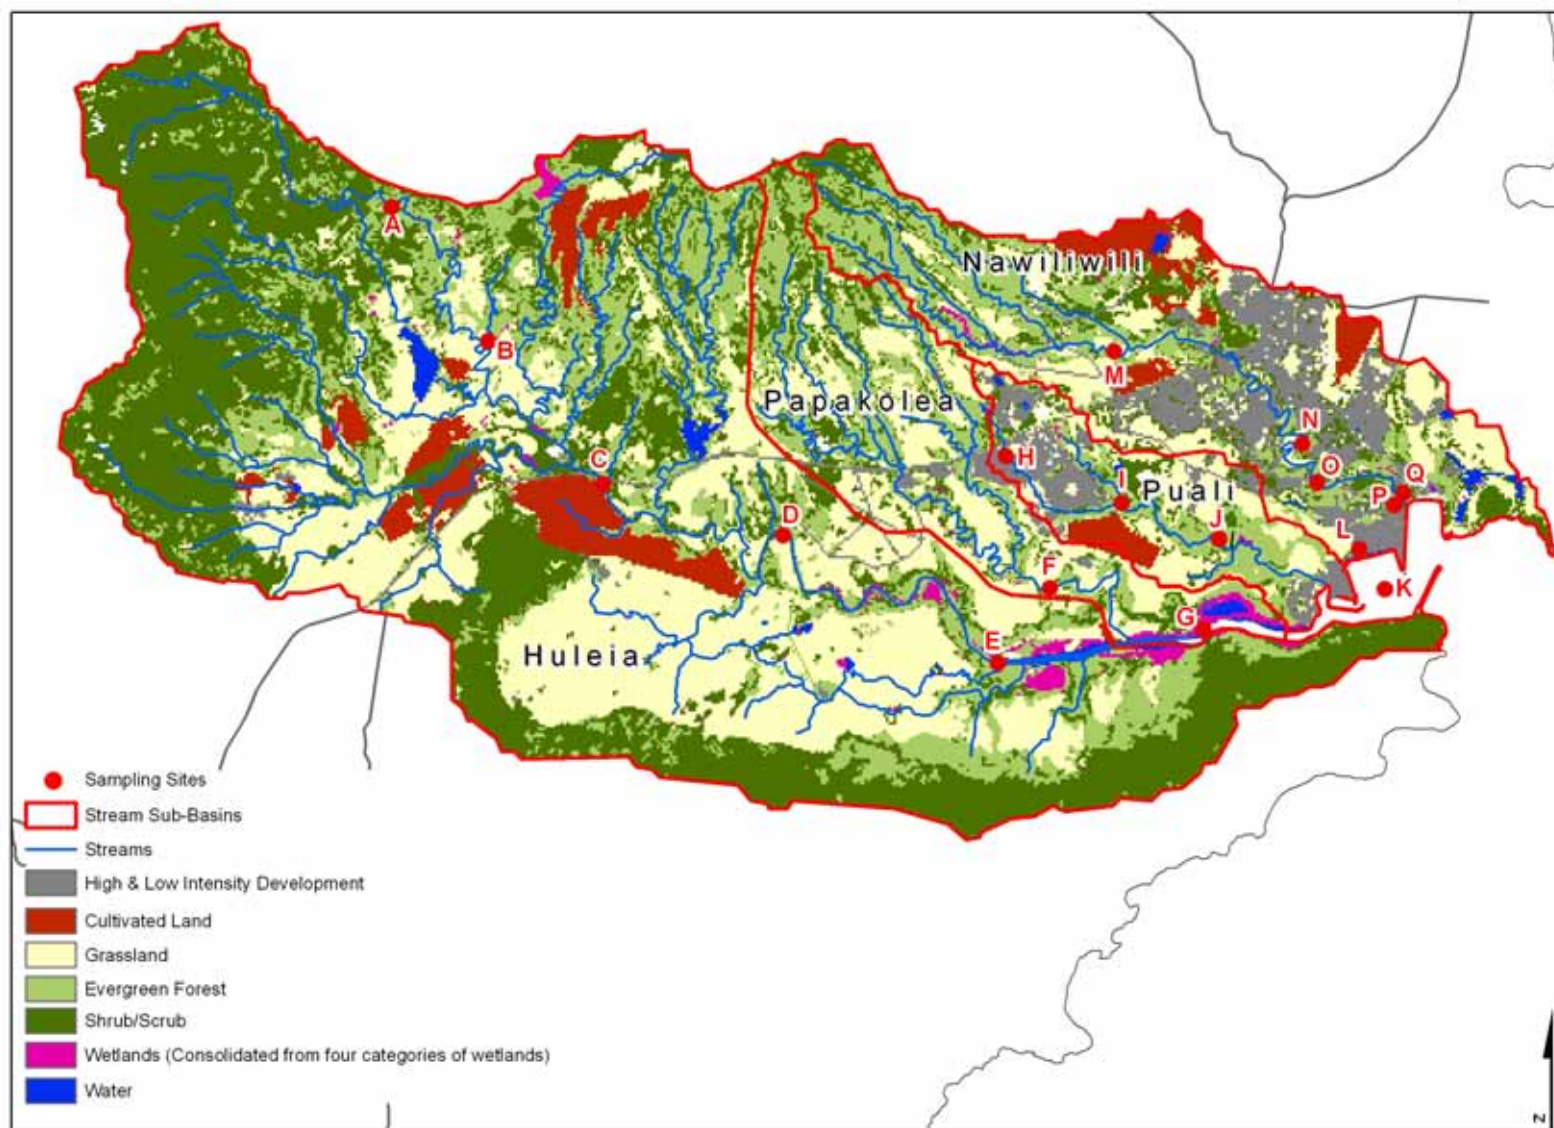 A
Nawiliwili
B
M
Papakolea
N
C
H
O
Q
I
Puali
P
D
J
L
F
K
G
E
Huleia
Sampling Sites
Stream Sub-Basins
Streams
High & Low Intensity Development
Cultivated Land
Grassland
Evergreen Forest
Shrub/Scrub
Wetlands (Consolidated from four categories of wetlands)
Water
N